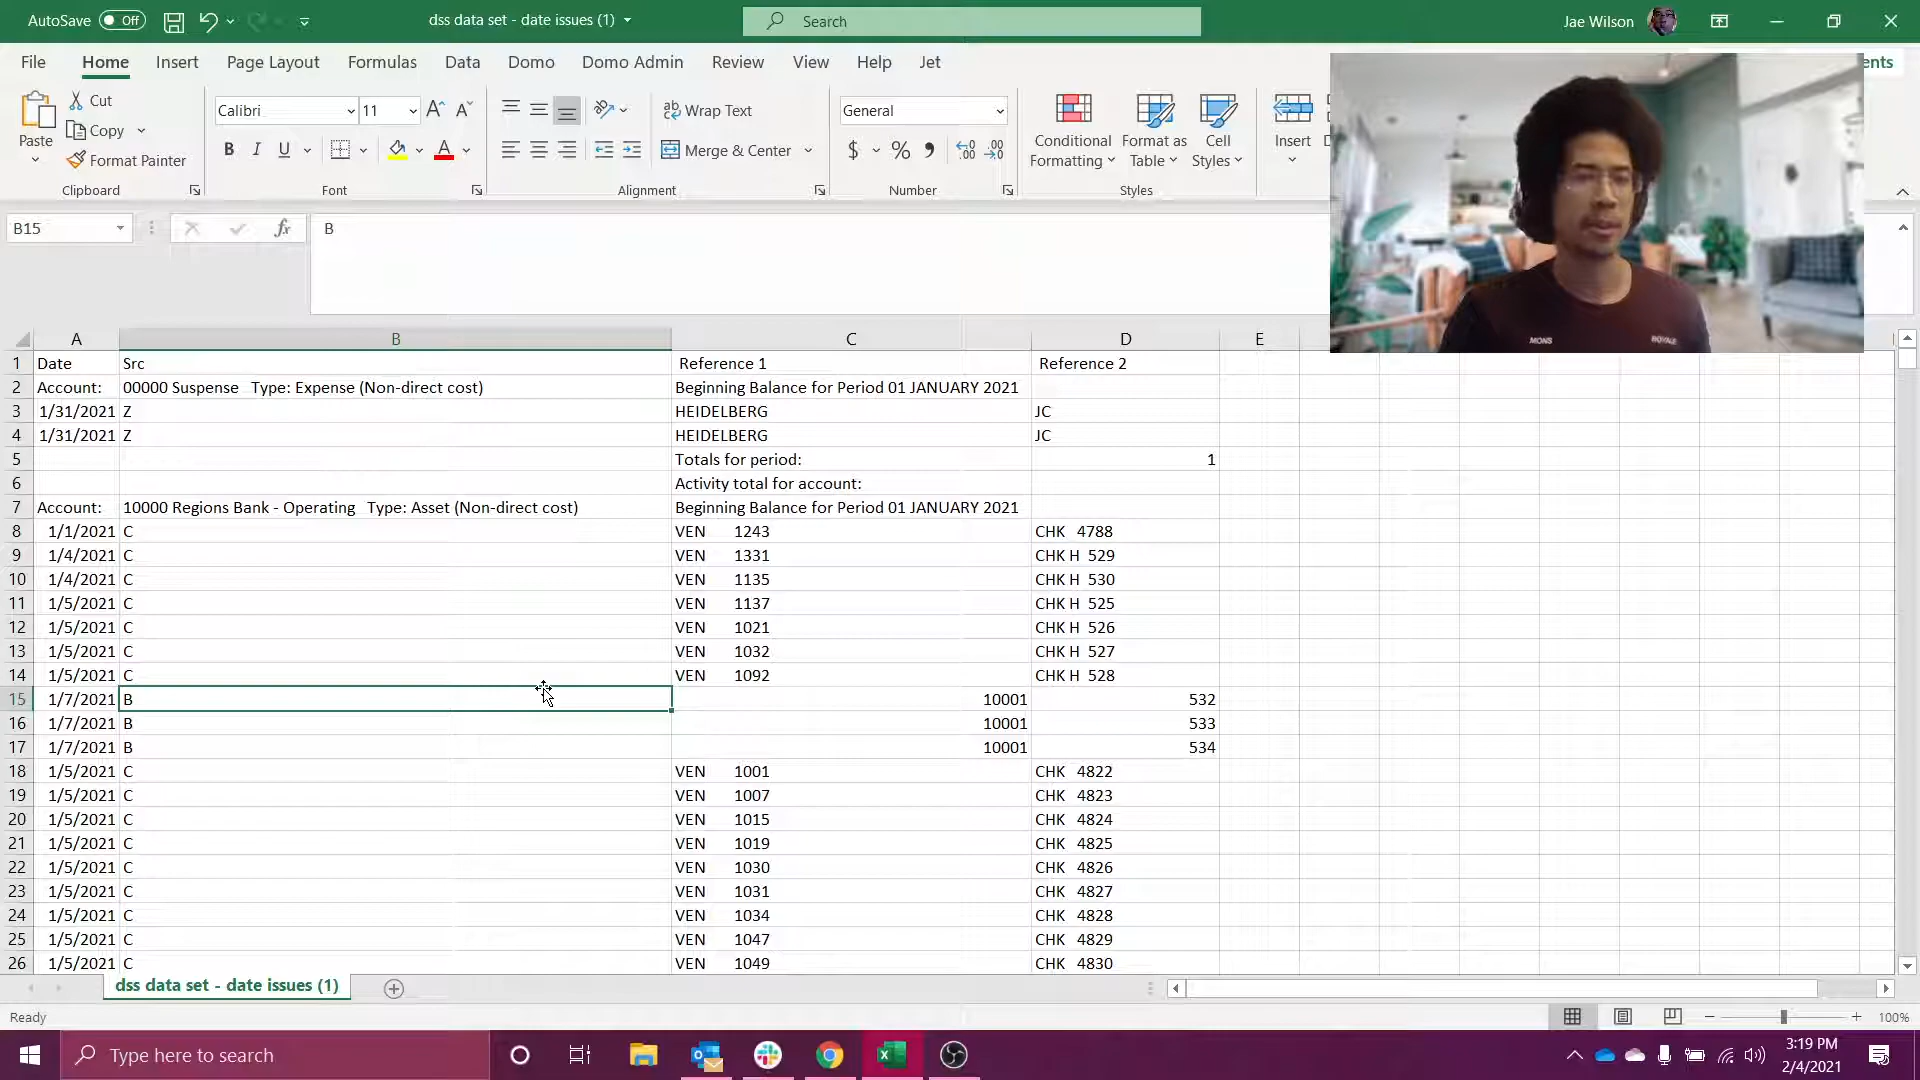 AutoSave Off dss data set - date issues (1) Search Jae Wilson
File Home Insert Page Layout Formulas Data Domo Domo Admin Review View Help Jet ents
Cut
Copy
Format Painter
Paste
Clipboard
Calibri 11
B I U
Font
Wrap Text
Merge & Center
Alignment
General
$ % 9
Number
Conditional Formatting
Format as Table
Cell Styles
Styles
Insert
B15 fx B
A B C D E
1 Date Src Reference 1 Reference 2
2 Account: 00000 Suspense Type: Expense (Non-direct cost) Beginning Balance for Period 01 JANUARY 2021
3 1/31/2021 Z HEIDELBERG JC
4 1/31/2021 Z HEIDELBERG JC
5 Totals for period: 1
6 Activity total for account:
7 Account: 10000 Regions Bank - Operating Type: Asset (Non-direct cost) Beginning Balance for Period 01 JANUARY 2021
8 1/1/2021 C VEN 1243 CHK 4788
9 1/4/2021 C VEN 1331 CHK H 529
10 1/4/2021 C VEN 1135 CHK H 530
11 1/5/2021 C VEN 1137 CHK H 525
12 1/5/2021 C VEN 1021 CHK H 526
13 1/5/2021 C VEN 1032 CHK H 527
14 1/5/2021 C VEN 1092 CHK H 528
15 1/7/2021 B 10001 532
16 1/7/2021 B 10001 533
17 1/7/2021 B 10001 534
18 1/5/2021 C VEN 1001 CHK 4822
19 1/5/2021 C VEN 1007 CHK 4823
20 1/5/2021 C VEN 1015 CHK 4824
21 1/5/2021 C VEN 1019 CHK 4825
22 1/5/2021 C VEN 1030 CHK 4826
23 1/5/2021 C VEN 1031 CHK 4827
24 1/5/2021 C VEN 1034 CHK 4828
25 1/5/2021 C VEN 1047 CHK 4829
26 1/5/2021 C VEN 1049 CHK 4830
MONS ROYALE
dss data set - date issues (1)
Ready 100%
Type here to search
3:19 PM
2/4/2021